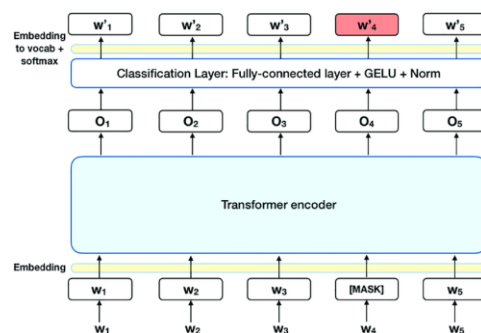 Embedding
to vocab +
softmax
w'₁ w'₂ w'₃ w'₄ w'₅
Classification Layer: Fully-connected layer + GELU + Norm
O₁ O₂ O₃ O₄ O₅
Transformer encoder
Embedding
w₁ w₂ w₃ [MASK] w₅
w₁ w₂ w₃ w₄ w₅